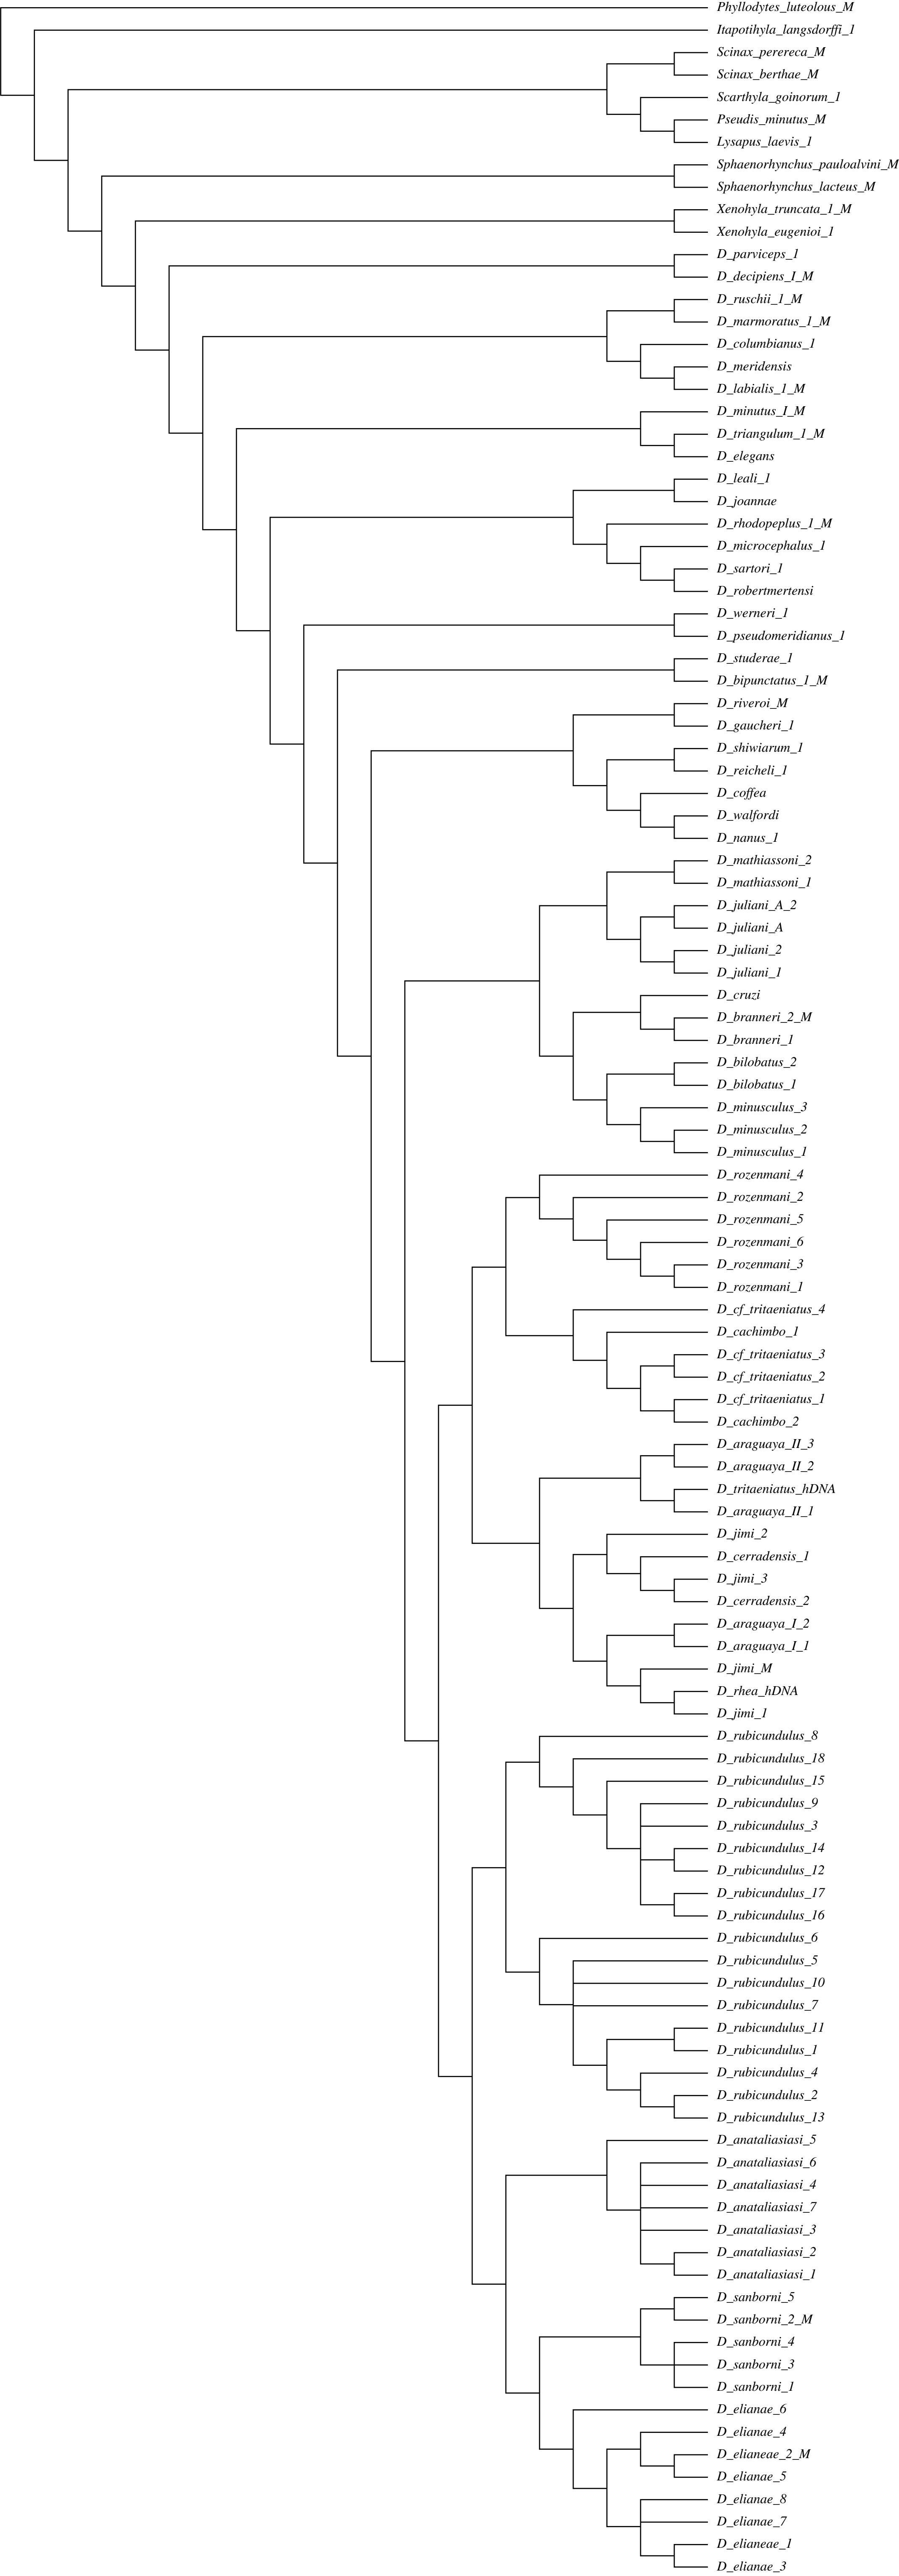 Phyllodytes_luteolous_M
Itapotihyla_langsdorffi_1
Scinax_perereca_M
Scinax_berthae_M
Scarthyla_goinorum_1
Pseudis_minutus_M
Lysapus_laevis_1
Sphaenorhynchus_pauloalvini_M
Sphaenorhynchus_lacteus_M
Xenohyla_truncata_1_M
Xenohyla_eugenioi_1
D_parviceps_1
D_decipiens_I_M
D_ruschii_1_M
D_marmoratus_1_M
D_columbianus_1
D_meridensis
D_labialis_1_M
D_minutus_I_M
D_triangulum_1_M
D_elegans
D_leali_1
D_joannae
D_rhodopeplus_1_M
D_microcephalus_1
D_sartori_1
D_robertmertensi
D_werneri_1
D_pseudomeridianus_1
D_studerae_1
D_bipunctatus_1_M
D_riveroi_M
D_gaucheri_1
D_shiwiarum_1
D_reicheli_1
D_coffea
D_walfordi
D_nanus_1
D_mathiassoni_2
D_mathiassoni_1
D_juliani_A_2
D_juliani_A
D_juliani_2
D_juliani_1
D_cruzi
D_branneri_2_M
D_branneri_1
D_bilobatus_2
D_bilobatus_1
D_minusculus_3
D_minusculus_2
D_minusculus_1
D_rozenmani_4
D_rozenmani_2
D_rozenmani_5
D_rozenmani_6
D_rozenmani_3
D_rozenmani_1
D_cf_tritaeniatus_4
D_cachimbo_1
D_cf_tritaeniatus_3
D_cf_tritaeniatus_2
D_cf_tritaeniatus_1
D_cachimbo_2
D_araguaya_II_3
D_araguaya_II_2
D_tritaeniatus_hDNA
D_araguaya_II_1
D_jimi_2
D_cerradensis_1
D_jimi_3
D_cerradensis_2
D_araguaya_I_2
D_araguaya_I_1
D_jimi_M
D_rhea_hDNA
D_jimi_1
D_rubicundulus_8
D_rubicundulus_18
D_rubicundulus_15
D_rubicundulus_9
D_rubicundulus_3
D_rubicundulus_14
D_rubicundulus_12
D_rubicundulus_17
D_rubicundulus_16
D_rubicundulus_6
D_rubicundulus_5
D_rubicundulus_10
D_rubicundulus_7
D_rubicundulus_11
D_rubicundulus_1
D_rubicundulus_4
D_rubicundulus_2
D_rubicundulus_13
D_anataliasiasi_5
D_anataliasiasi_6
D_anataliasiasi_4
D_anataliasiasi_7
D_anataliasiasi_3
D_anataliasiasi_2
D_anataliasiasi_1
D_sanborni_5
D_sanborni_2_M
D_sanborni_4
D_sanborni_3
D_sanborni_1
D_elianae_6
D_elianae_4
D_elianeae_2_M
D_elianae_5
D_elianae_8
D_elianae_7
D_elianeae_1
D_elianae_3